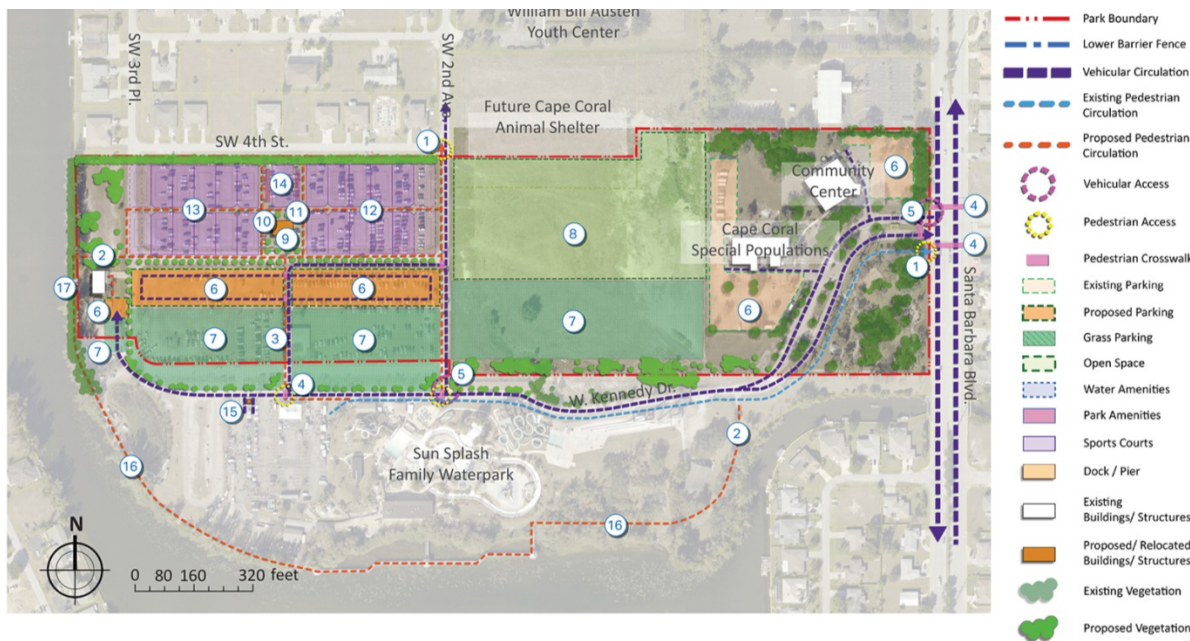 William Bill Austen
Youth Center
SW 3rd Pl.
SW 2nd Av
Future Cape Coral
Animal Shelter
SW 4th St.
1
14
13
10
11
12
9
8
Community
Center
6
5
4
Cape Coral
Special Populations
4
1
2
17
6
6
6
6
7
3
7
7
7
4
5
15
W. Kennedy Dr.
Santa Barbara Blvd.
Sun Splash
Family Waterpark
2
16
16
N
0 80 160 320 feet
Park Boundary
Lower Barrier Fence
Vehicular Circulation
Existing Pedestrian
Circulation
Proposed Pedestrian
Circulation
Vehicular Access
Pedestrian Access
Pedestrian Crosswalk
Existing Parking
Proposed Parking
Grass Parking
Open Space
Water Amenities
Park Amenities
Sports Courts
Dock / Pier
Existing
Buildings/ Structures
Proposed/ Relocated
Buildings/ Structures
Existing Vegetation
Proposed Vegetation